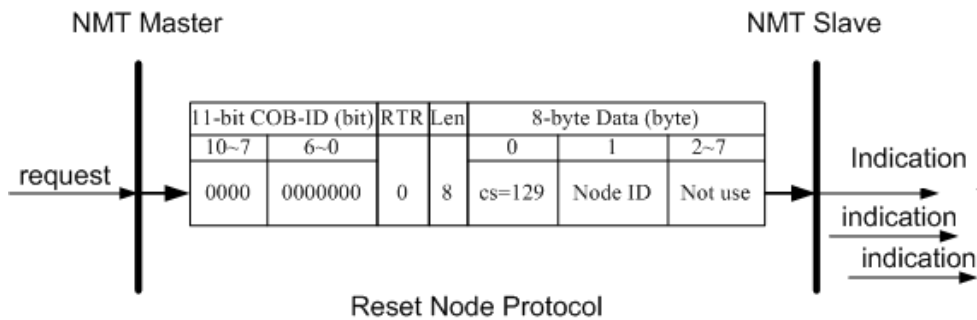 NMT Master
NMT Slave
11-bit COB-ID (bit) RTR Len 8-byte Data (byte)
10~7 6~0 0 1 2~7
request 0000 0000000 0 8 cs=129 Node ID Not use Indication
indication
indication
Reset Node Protocol